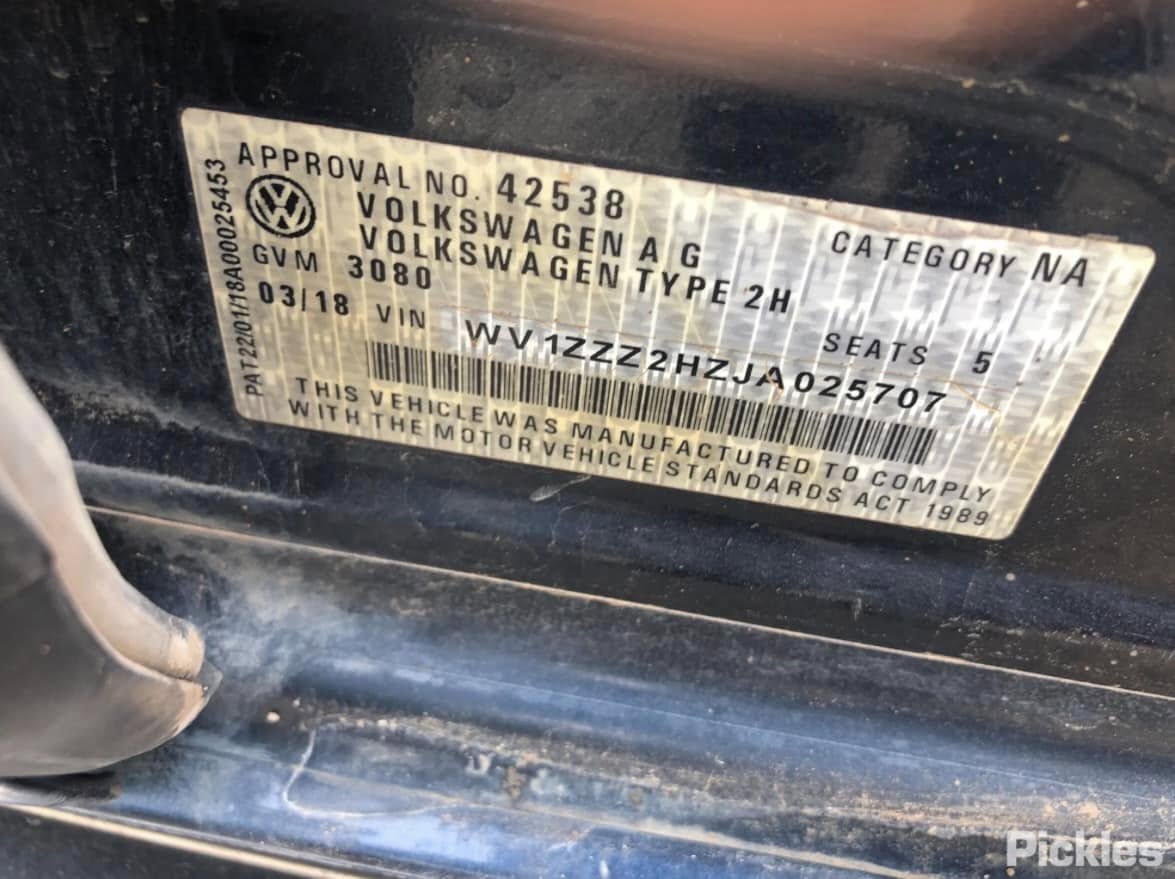 APPROVAL NO. 42538 CATEGORY NA
VOLKSWAGEN A G
VOLKSWAGEN TYPE 2H
GVM 3080 SEATS 5
03/18 VIN WV1ZZZ2HZJA025707
THIS VEHICLE WAS MANUFACTURED TO COMPLY
WITH THE MOTOR VEHICLE STANDARDS ACT 1989
PAT22/01/18A00025453
Pickles